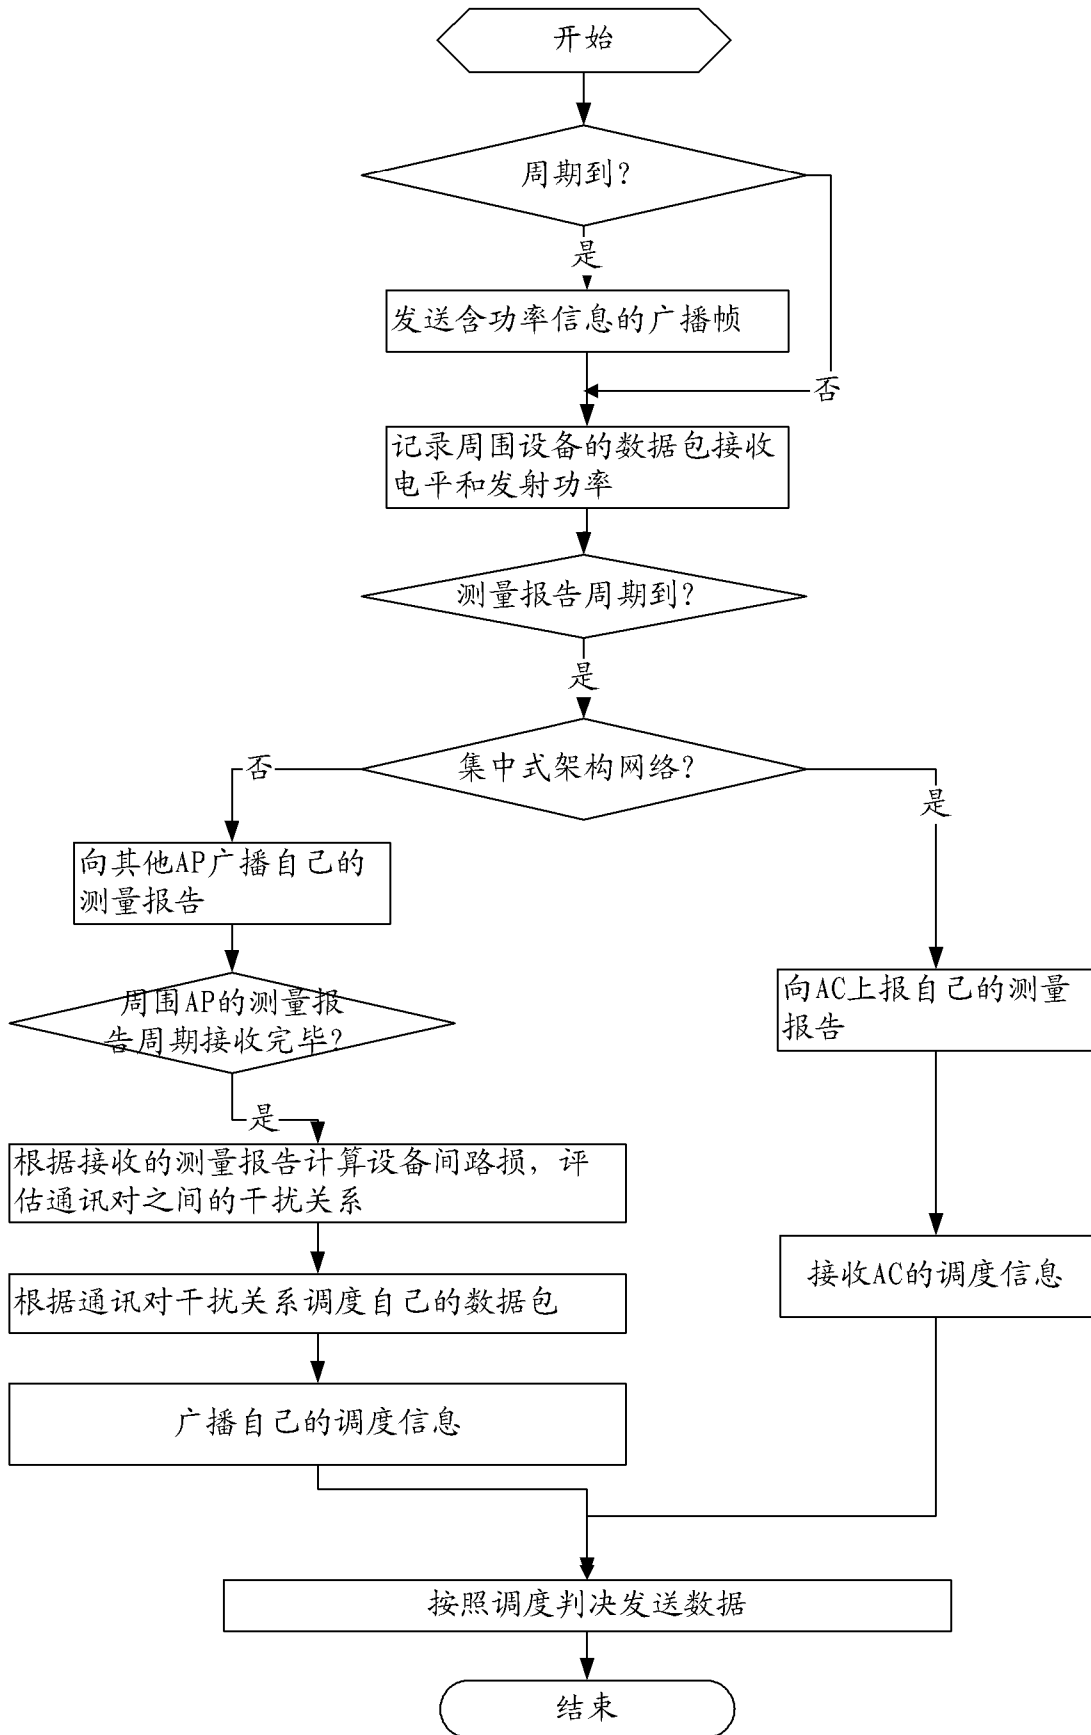 开始
周期到?
是
发送含功率信息的广播帧
否
记录周围设备的数据包接收
电平和发射功率
测量报告周期到?
是
集中式架构网络?
否
是
向其他AP广播自己的
测量报告
周围AP的测量报
告周期接收完毕?
向AC上报自己的测量
报告
是
根据接收的测量报告计算设备间路损，评
估通讯对之间的干扰关系
接收AC的调度信息
根据通讯对干扰关系调度自己的数据包
广播自己的调度信息
按照调度判决发送数据
结束